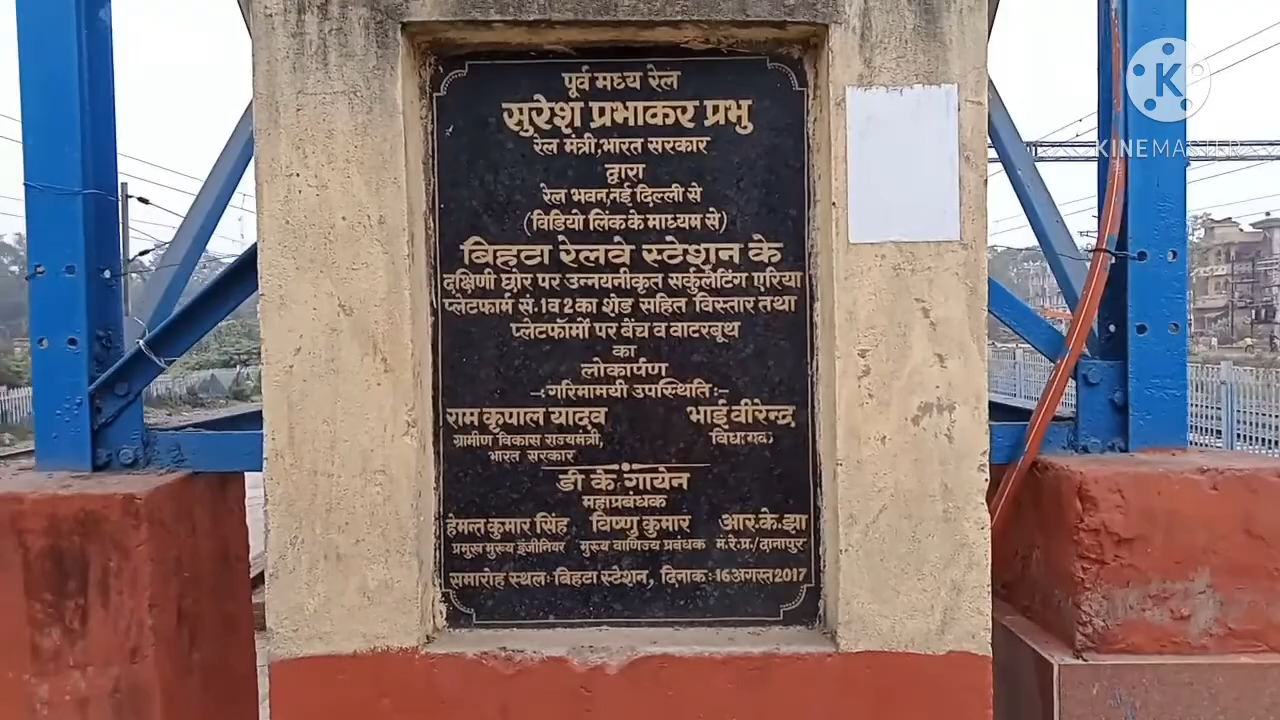 पूर्व मध्य रेल
सुरेश प्रभाकर प्रभु
रेल मंत्री,भारत सरकार
द्वारा
रेल भवन,नई दिल्ली से
(विडियो लिंक के माध्यम से)
बिहटा रेलवे स्टेशन के
दक्षिणी छोर पर उन्नयनीकृत सर्कुलेटिंग एरिया
प्लेटफार्म सं.1व 2 का शेड सहित विस्तार तथा
प्लेटफॉर्मो पर बेंच व वाटरबूथ
का
लोकार्पण
-:गरिमामयी उपस्थिति:-
राम कृपाल यादव भाई वीरेन्द्र
ग्रामीण विकास राज्यमंत्री, विधायक
भारत सरकार
डी के. गायेन
महाप्रबंधक
हेमन्त कुमार सिंह विष्णु कुमार आर.के.झा
प्रमुख मुख्य इंजीनियर मुख्य वाणिज्य प्रबंधक मं.रे.प्र./दानापुर
समारोह स्थल: बिहटा स्टेशन, दिनाक:16अगस्त2017
K
KINEMASTER